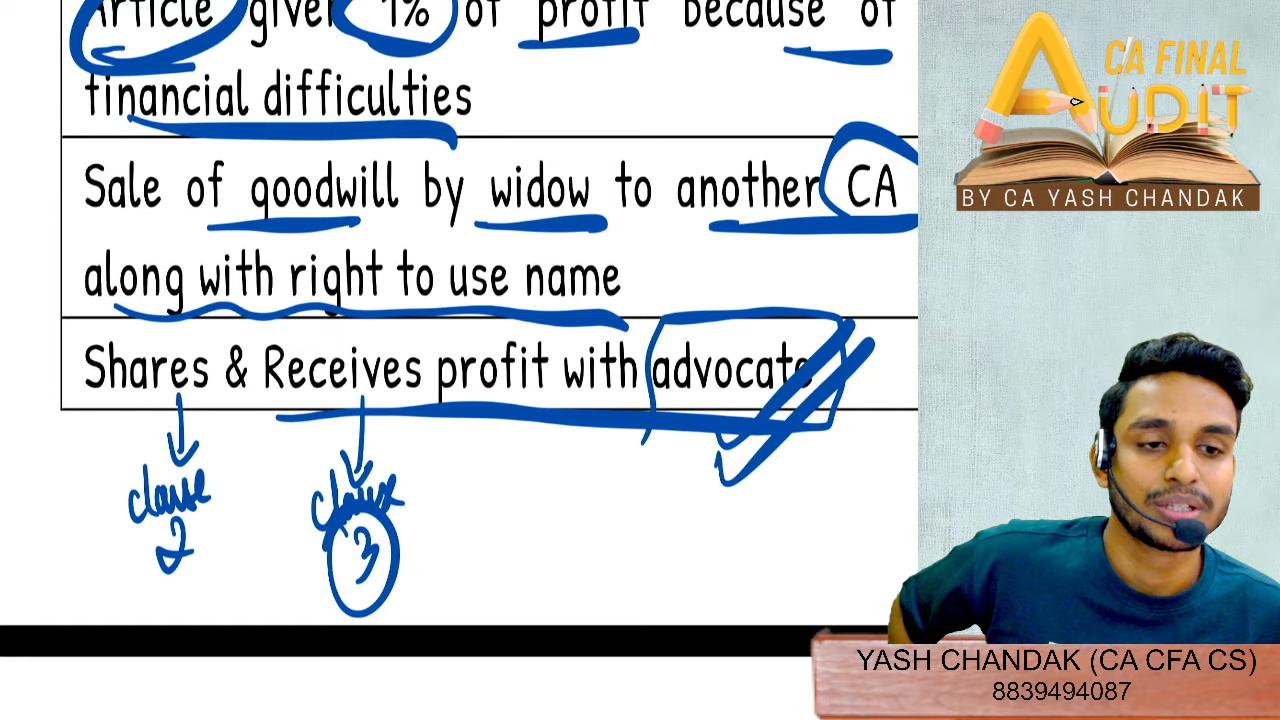 Article given 1% of profit because of
financial difficulties
Sale of goodwill by widow to another CA
along with right to use name
Shares & Receives profit with advocate
clause
2
clause
3
CA FINAL
AUDIT
BY CA YASH CHANDAK
YASH CHANDAK (CA CFA CS)
8839494087